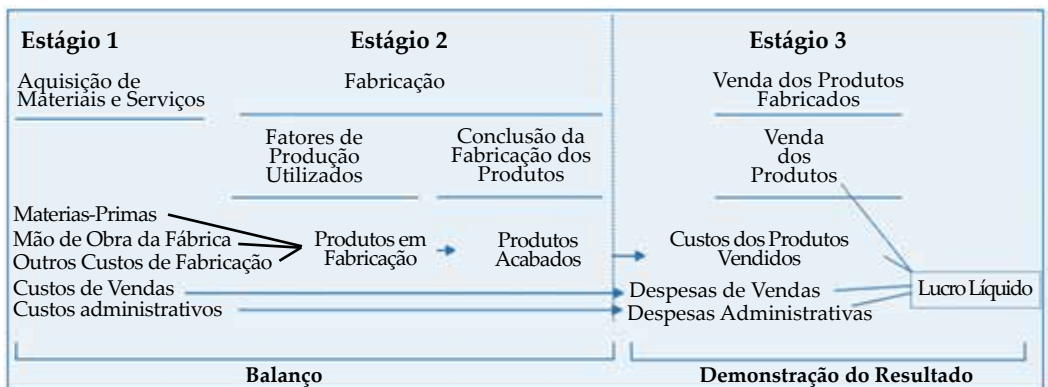 Estágio 1
Estágio 2
Estágio 3
Aquisição de
Materiais e Serviços
Fabricação
Venda dos Produtos
Fabricados
Fatores de
Produção
Utilizados
Conclusão da
Fabricação dos
Produtos
Venda
dos
Produtos
Materias-Primas
Mão de Obra da Fábrica
Outros Custos de Fabricação
Produtos em
Fabricação
Produtos
Acabados
Custos dos Produtos
Vendidos
Custos de Vendas
Custos administrativos
Despesas de Vendas
Despesas Administrativas
Lucro Líquido
Balanço
Demonstração do Resultado